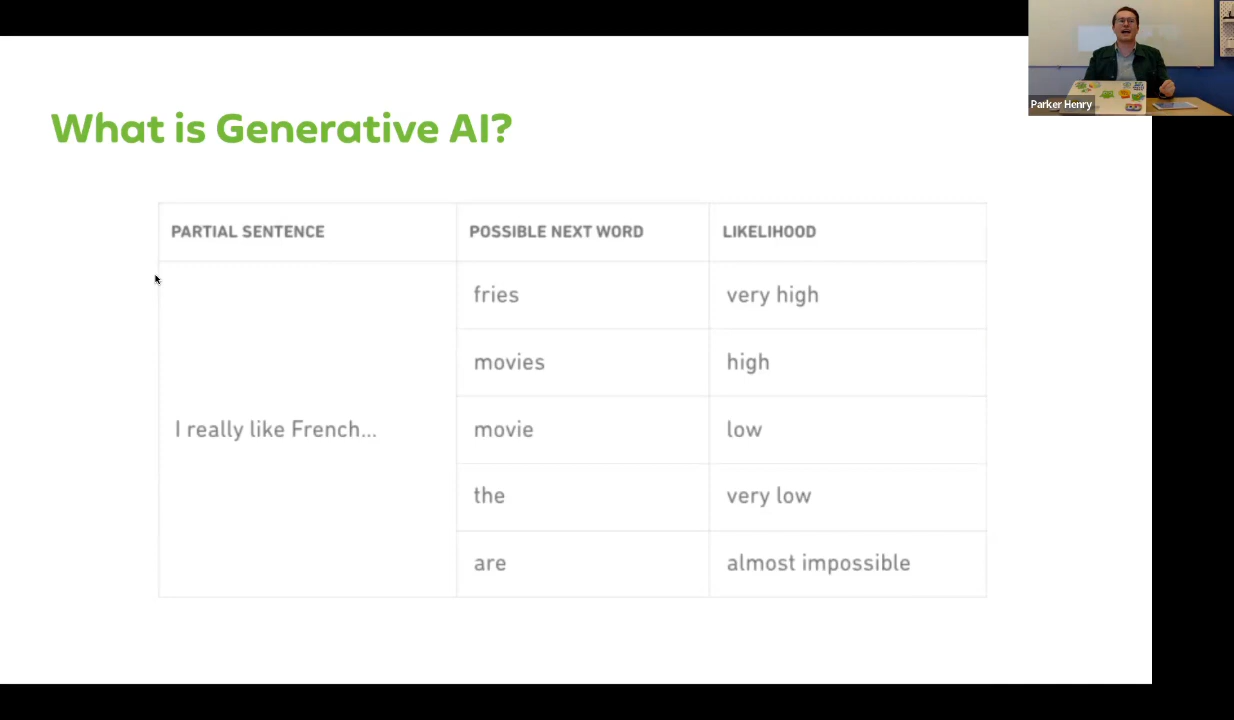 What is Generative AI?
Parker Henry
PARTIAL SENTENCE POSSIBLE NEXT WORD LIKELIHOOD
fries very high
movies high
I really like French... movie low
the very low
are almost impossible